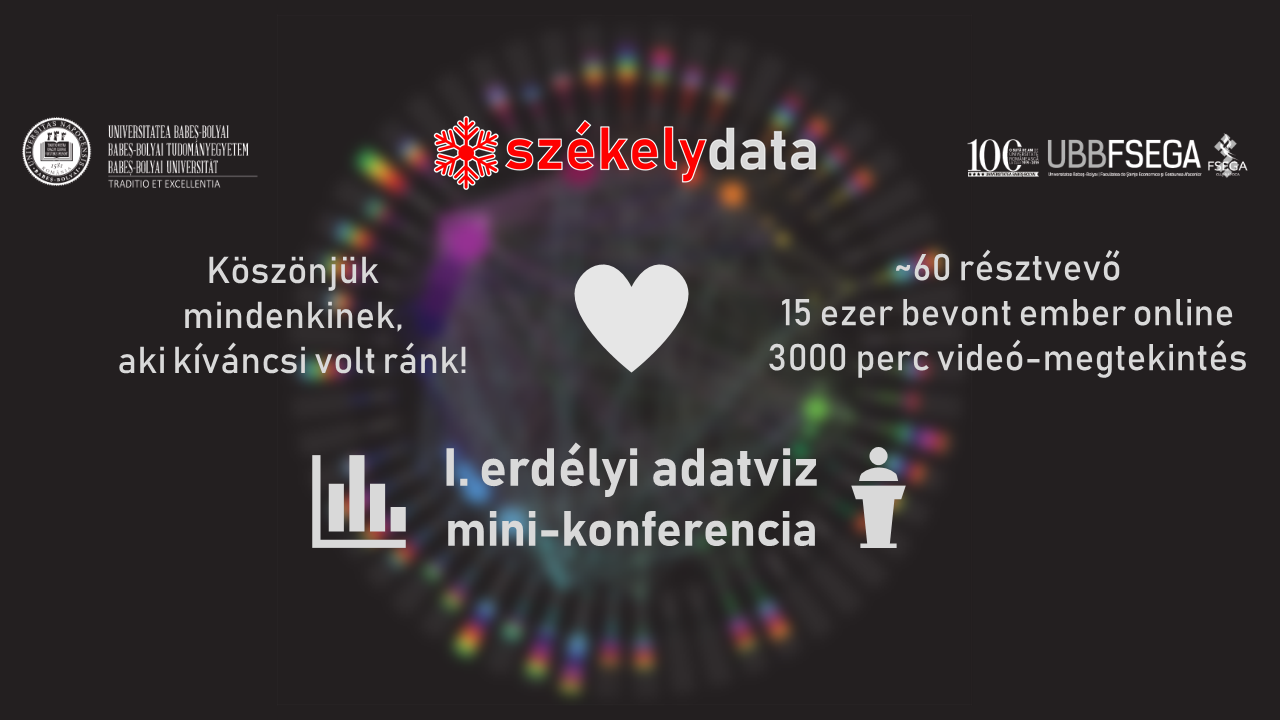 UNIVERSITATEA BABEȘ-BOLYAI
BABEȘ-BOLYAI TUDOMÁNYEGYETEM
BABEȘ-BOLYAI UNIVERSITÄT
TRADITIO ET EXCELLENTIA
székelydata
UBBFSEGA
FSEGA
Köszönjük
mindenkinek,
aki kíváncsi volt ránk!
~60 résztvevő
15 ezer bevont ember online
3000 perc videó-megtekintés
I. erdélyi adatviz
mini-konferencia